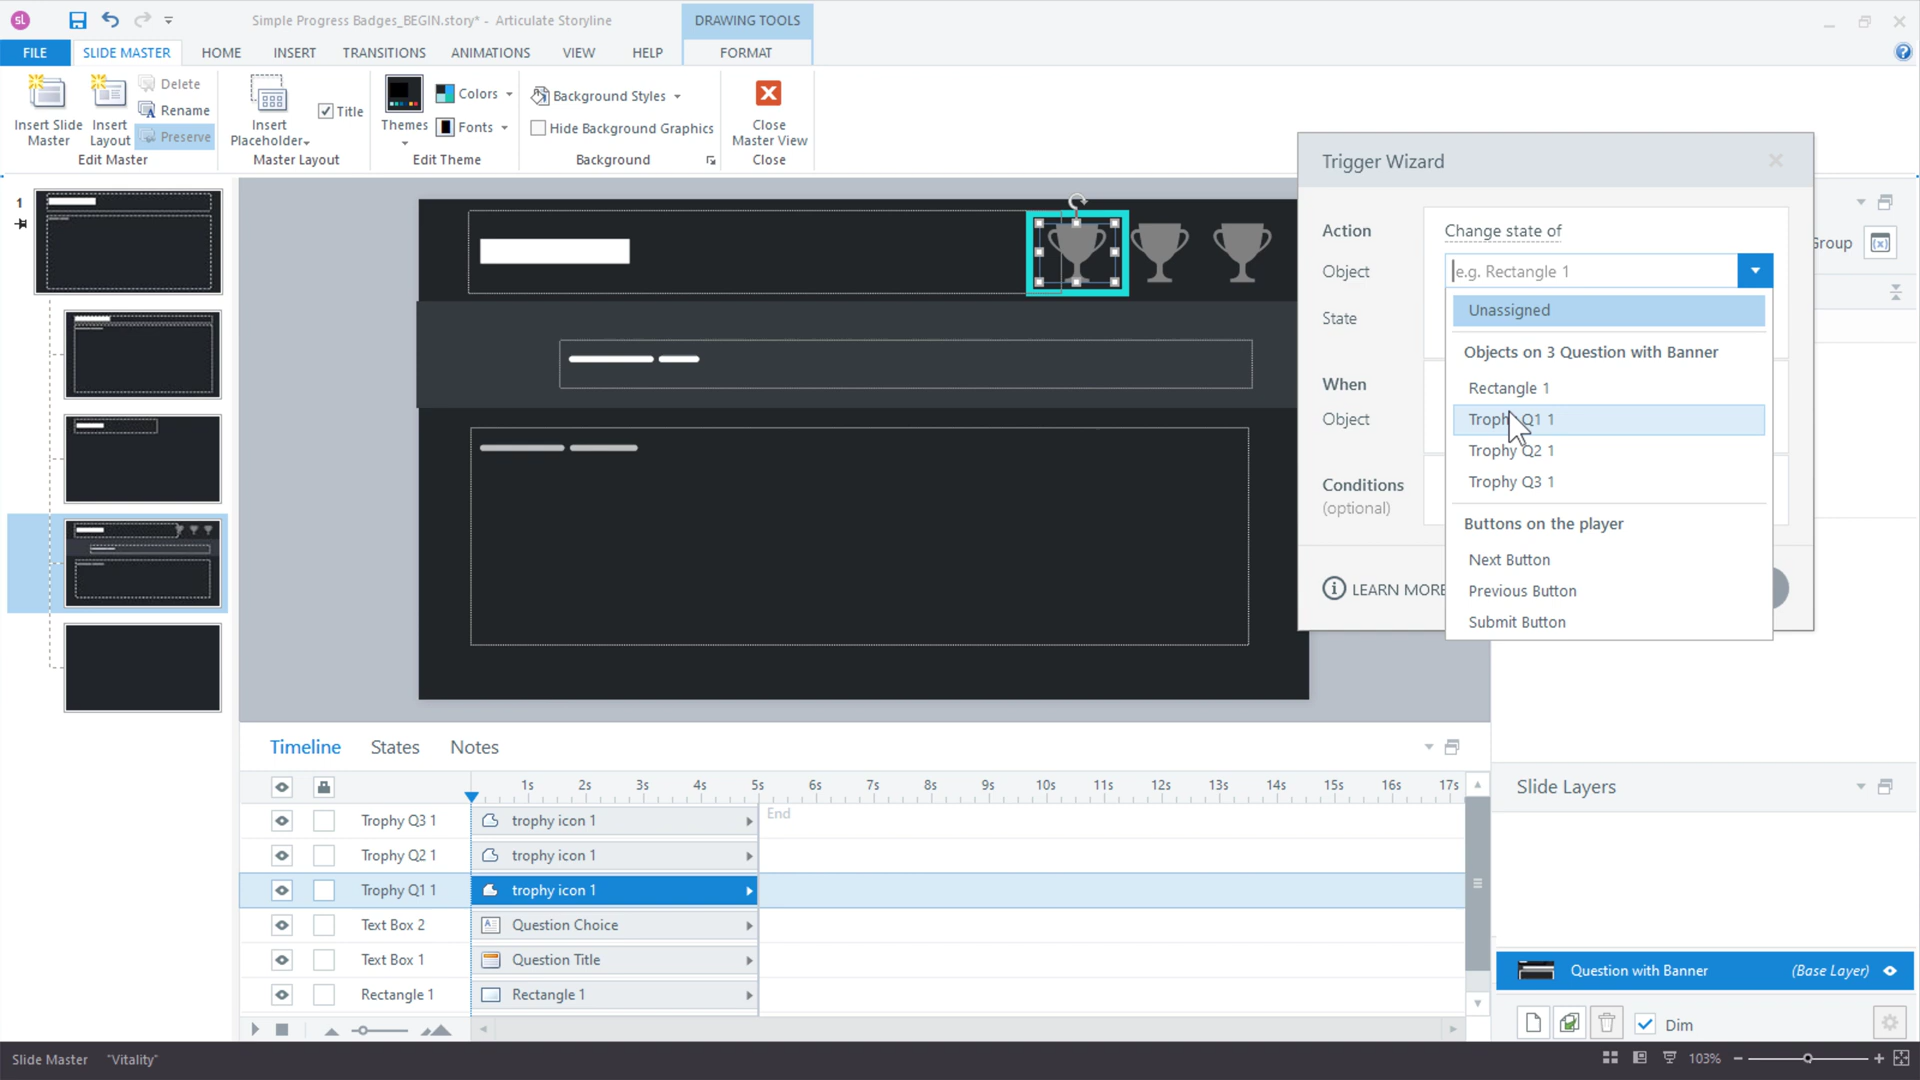 sl
Simple Progress Badges_BEGIN.story* - Articulate Storyline
DRAWING TOOLS
FILE
SLIDE MASTER
HOME
INSERT
TRANSITIONS
ANIMATIONS
VIEW
HELP
FORMAT
Insert Slide Master
Insert Layout
Delete
Rename
Preserve
Edit Master
Insert Placeholder
Title
Master Layout
Themes
Colors
Fonts
Edit Theme
Background Styles
Hide Background Graphics
Background
Close Master View
Close
1
Trigger Wizard
Action
Change state of
Object
e.g. Rectangle 1
Unassigned
State
Objects on 3 Question with Banner
Rectangle 1
When
Object
Trophy Q1 1
Trophy Q2 1
Trophy Q3 1
Conditions
(optional)
Buttons on the player
Next Button
Previous Button
Submit Button
LEARN MORE
Group
(x)
Timeline
States
Notes
1s 2s 3s 4s 5s 6s 7s 8s 9s 10s 11s 12s 13s 14s 15s 16s 17s
End
Trophy Q3 1
trophy icon 1
Trophy Q2 1
trophy icon 1
Trophy Q1 1
trophy icon 1
Text Box 2
Question Choice
Text Box 1
Question Title
Rectangle 1
Rectangle 1
Slide Layers
Question with Banner
(Base Layer)
Dim
Slide Master
"Vitality"
103%